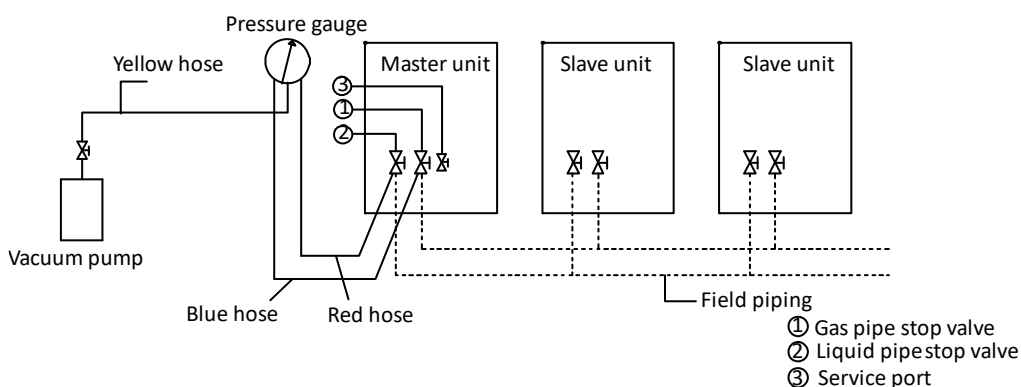 Pressure gauge
Yellow hose
Master unit
Slave unit
Slave unit
③
①
②
Vacuum pump
Blue hose
Red hose
Field piping
① Gas pipe stop valve
② Liquid pipe stop valve
③ Service port